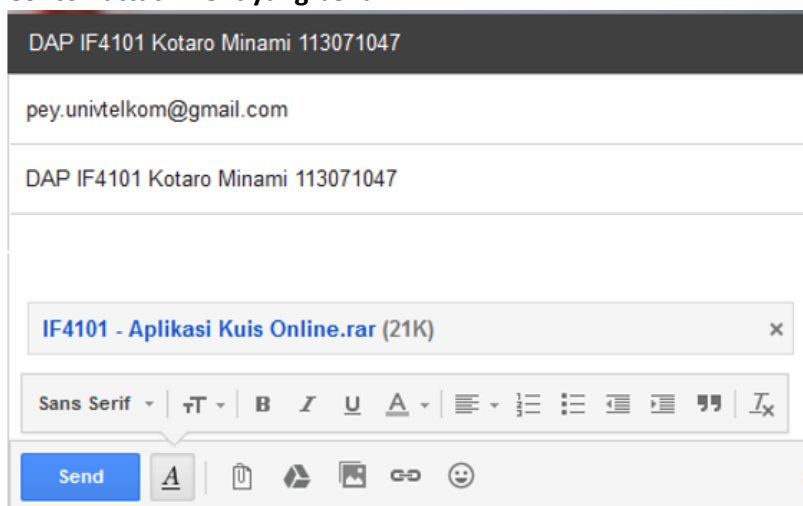 DAP IF4101 Kotaro Minami 113071047
pey.univtelkom@gmail.com
DAP IF4101 Kotaro Minami 113071047
IF4101 - Aplikasi Kuis Online.rar (21K)
Sans Serif
Send